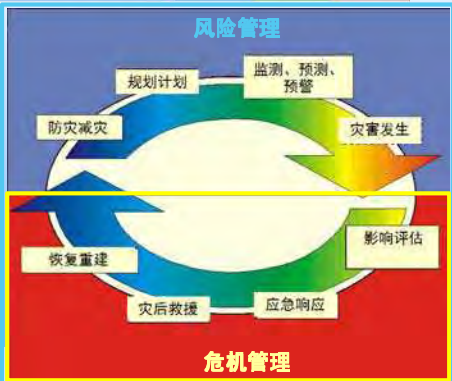 风险管理
监测、预测、
预警
规划计划
防灾减灾
灾害发生
影响评估
恢复重建
灾后救援
应急响应
危机管理